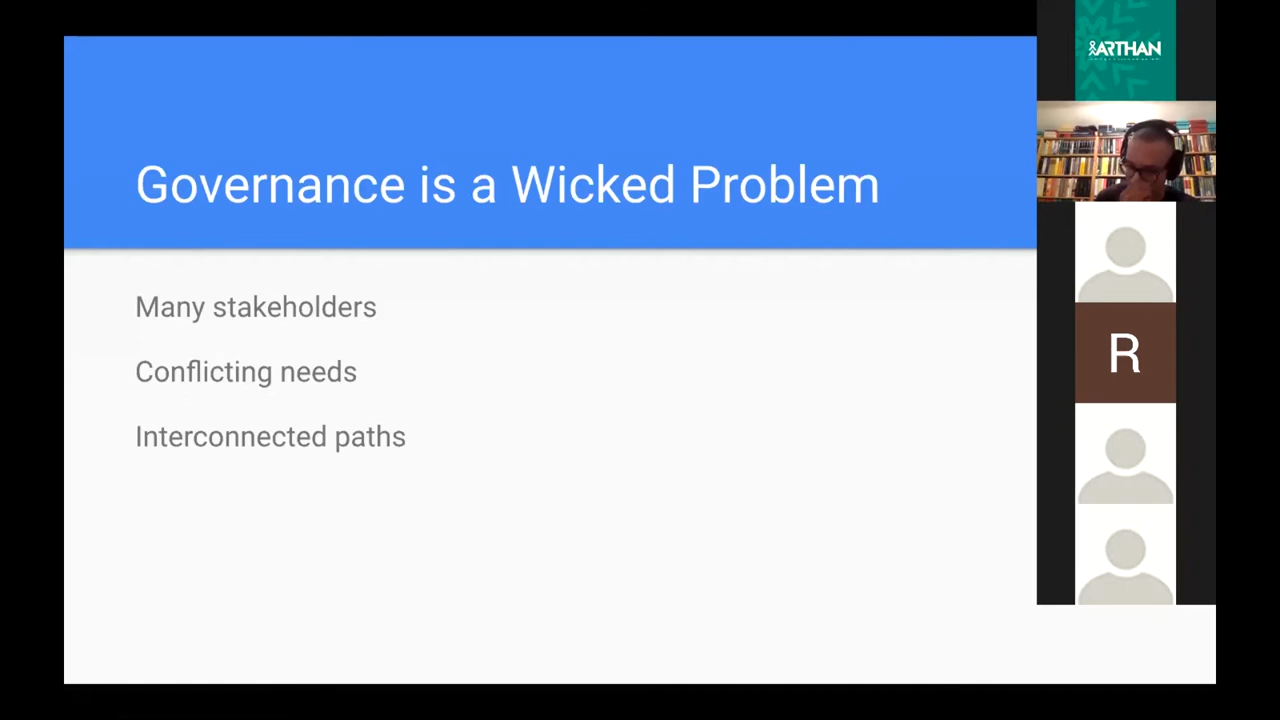 Governance is a Wicked Problem
Many stakeholders
Conflicting needs
Interconnected paths
ARTHAN
R